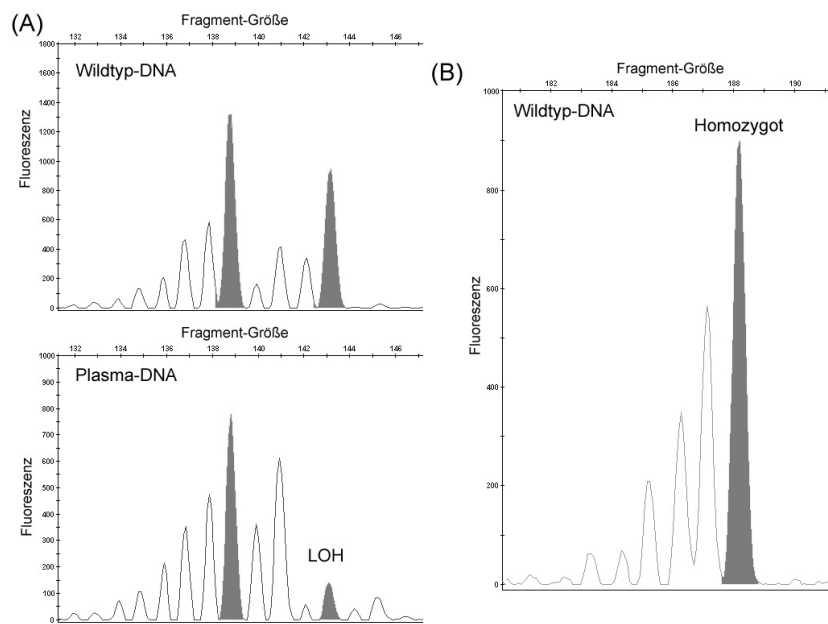 (A)
Fragment-Größe
132 134 136 138 140 142 144 146
1800
1600
1400
1200
1000
800
600
400
200
0
Fluoreszenz
Wildtyp-DNA
Fragment-Größe
132 134 136 138 140 142 144 146
1000
900
800
700
600
500
400
300
200
100
0
Fluoreszenz
Plasma-DNA
LOH
(B)
Fragment-Größe
182 184 186 188 190
1000
800
600
400
200
0
Fluoreszenz
Wildtyp-DNA
Homozygot